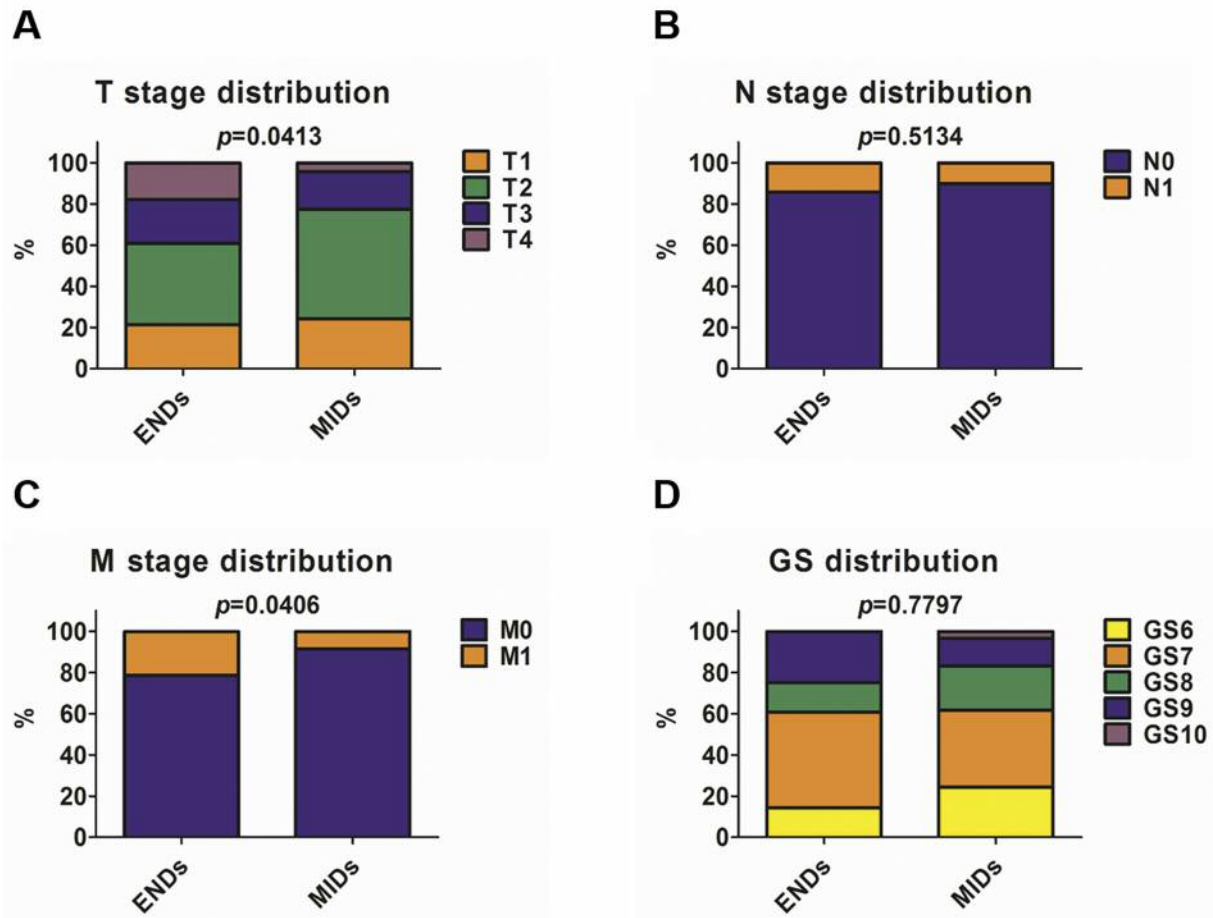 A
T stage distribution
p=0.0413
100
80
60
40
20
0
%
ENDs
MIDs
T1
T2
T3
T4
B
N stage distribution
p=0.5134
100
80
60
40
20
0
%
ENDs
MIDs
N0
N1
C
M stage distribution
p=0.0406
100
80
60
40
20
0
%
ENDs
MIDs
M0
M1
D
GS distribution
p=0.7797
100
80
60
40
20
0
%
ENDs
MIDs
GS6
GS7
GS8
GS9
GS10